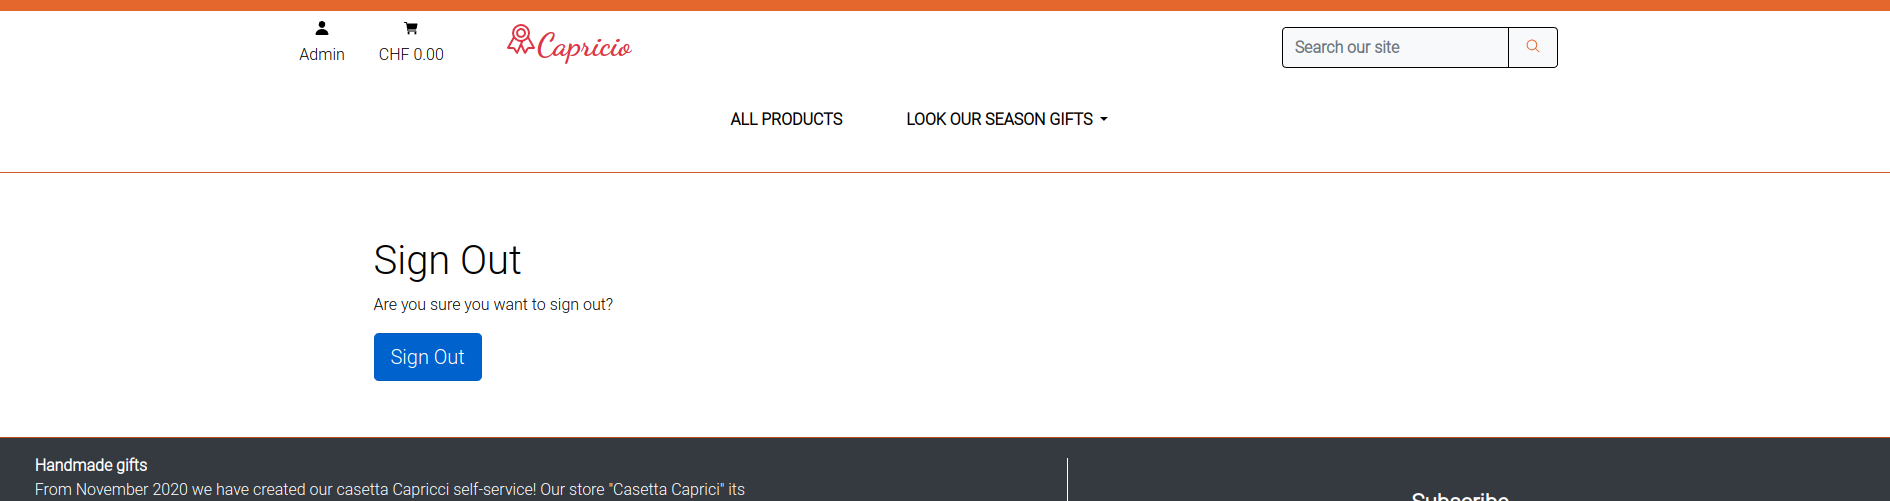 Admin
CHF 0.00
Capricio
Search our site
ALL PRODUCTS
LOOK OUR SEASON GIFTS
Sign Out
Are you sure you want to sign out?
Sign Out
Handmade gifts
From November 2020 we have created our casetta Capricci self-service! Our store "Casetta Caprici" its
Subscribe